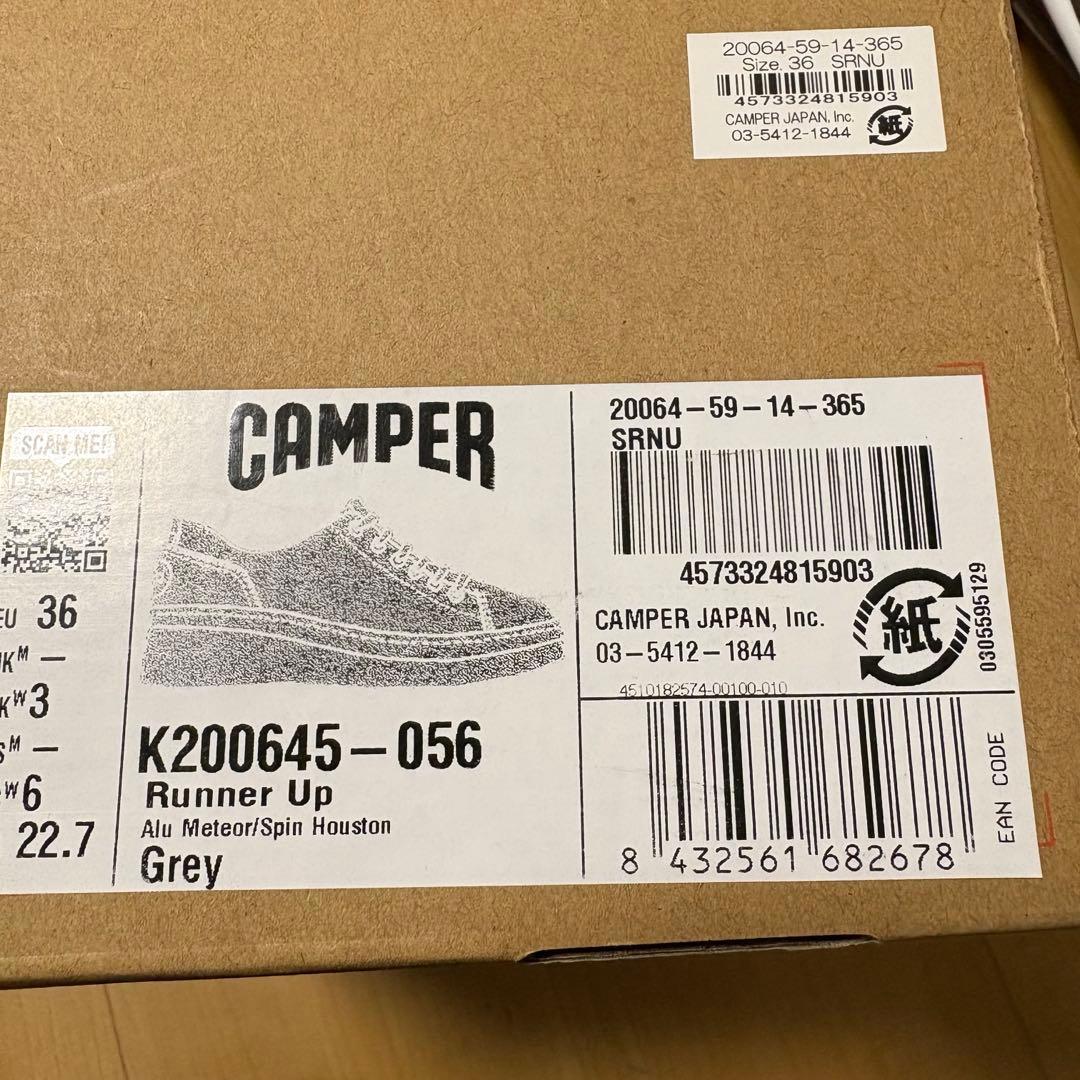 20064-59-14-365
Size. 36 SRNU
4573324815903
CAMPER JAPAN, Inc.
03-5412-1844
紙
SCAN ME!
36
3
6
22.7
CAMPER
K200645-056
Runner Up
Alu Meteor/Spin Houston
Grey
20064-59-14-365
SRNU
4573324815903
CAMPER JAPAN, Inc.
03-5412-1844
紙
0305595129
4510182574-00100-010
8 432561 682678
EAN CODE